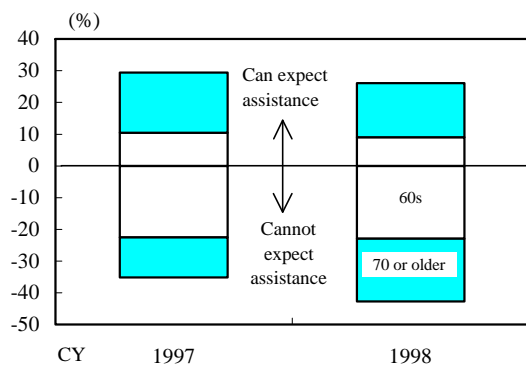 (%)
50
40
30
20
10
0
-10
-20
-30
-40
-50
Can expect
assistance
Cannot
expect
assistance
60s
70 or older
CY
1997
1998